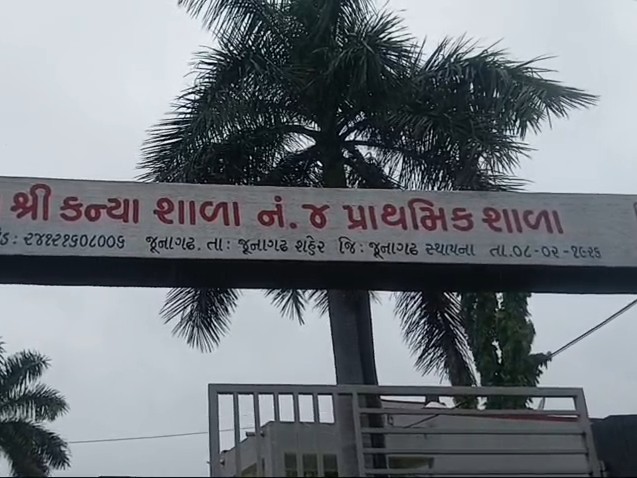 શ્રી કન્યા શાળા નં.૪ પ્રાથમિક શાળા
જૂનાગઢ. તા: જૂનાગઢ શહેર જિ: જૂનાગઢ સ્થાપના તા.૦૮-૦૨-૧૯૨૬